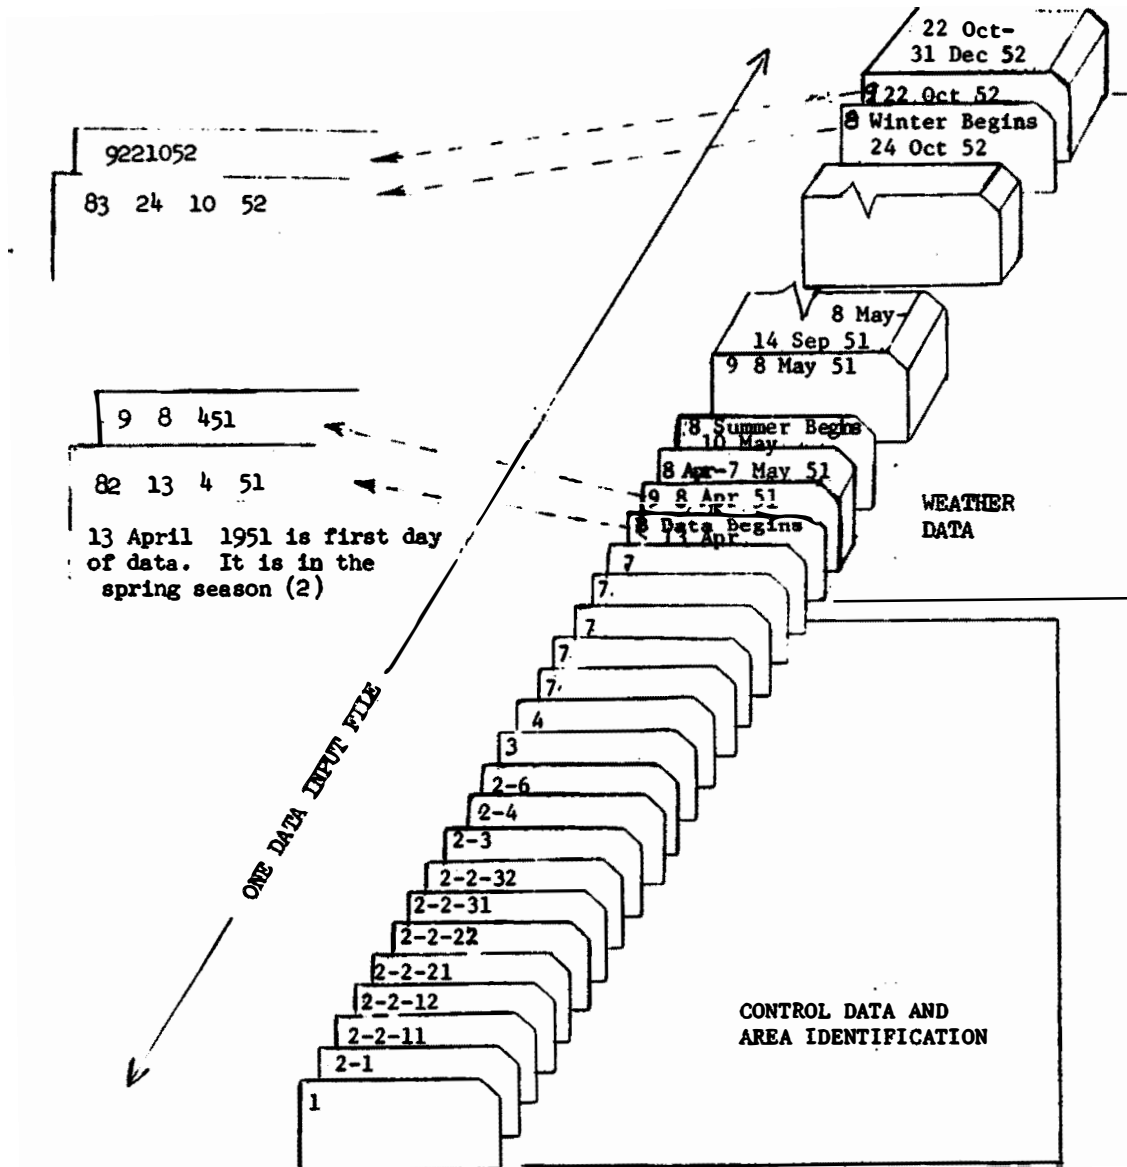 22 Oct-
31 Dec 52
9 22 Oct 52
8 Winter Begins
24 Oct 52
9221052
83 24 10 52
8 May-
14 Sep 51
9 8 May 51
8 Summer Begins
10 May
8 Apr-7 May 51
9 8 Apr 51
8 Data Begins
13 Apr
9 8 451
82 13 4 51
13 April 1951 is first day
of data. It is in the
spring season (2)
WEATHER
DATA
7
7
7
7
7
4
3
2-6
2-4
2-3
2-2-32
2-2-31
2-2-22
2-2-21
2-2-12
2-2-11
2-1
1
ONE DATA INPUT FILE
CONTROL DATA AND
AREA IDENTIFICATION